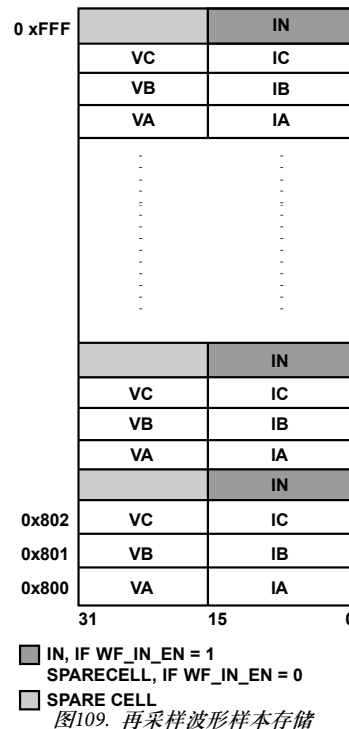 0 xFFF IN
VC IC
VB IB
VA IA
IN
VC IC
VB IB
VA IA
IN
0x802 VC IC
0x801 VB IB
0x800 VA IA
31 15 0
IN, IF WF_IN_EN = 1
SPARECELL, IF WF_IN_EN = 0
SPARE CELL
图109. 再采样波形样本存储